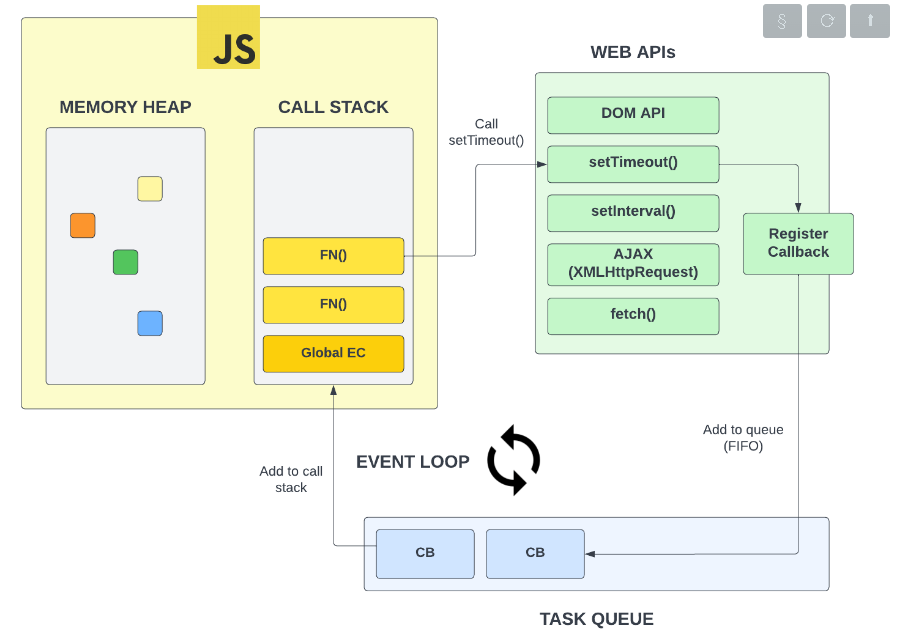 §
JS
WEB APIs
MEMORY HEAP
CALL STACK
Call
setTimeout()
DOM API
setTimeout()
setInterval()
AJAX
(XMLHttpRequest)
fetch()
Register
Callback
FN()
FN()
Global EC
Add to queue
(FIFO)
EVENT LOOP
Add to call
stack
CB
CB
TASK QUEUE